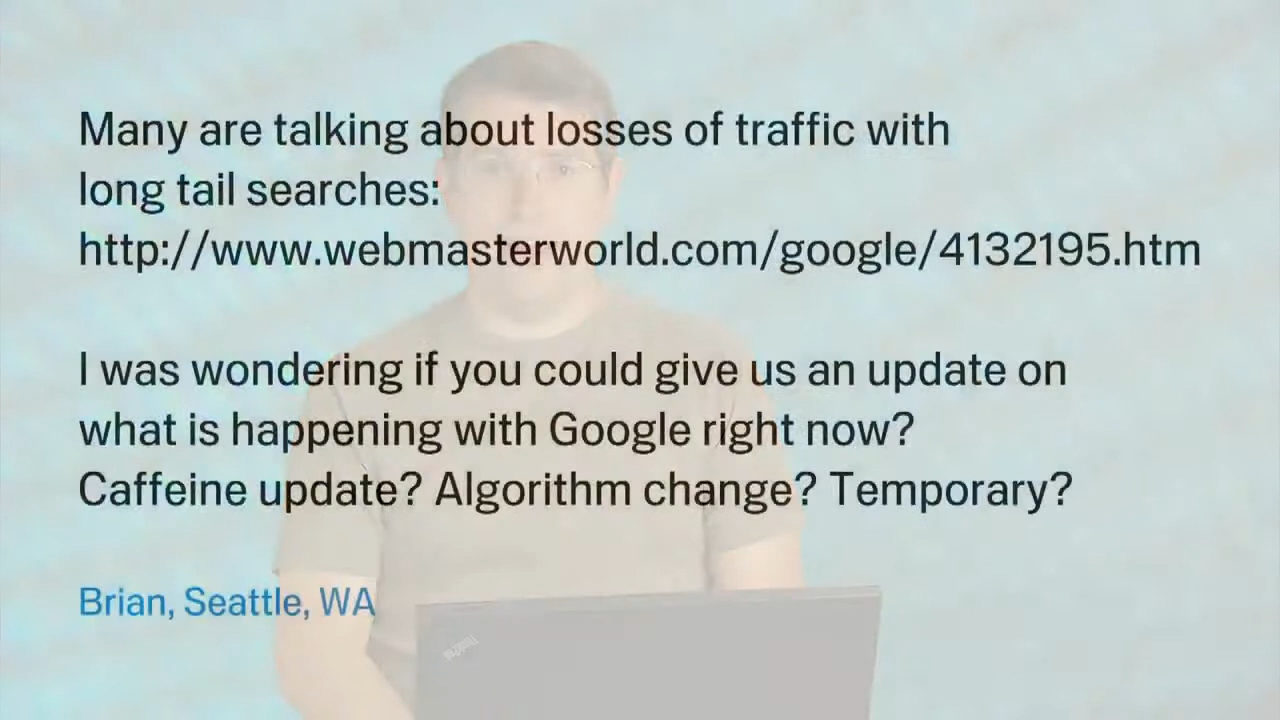 Many are talking about losses of traffic with
long tail searches:
http://www.webmasterworld.com/google/4132195.htm
I was wondering if you could give us an update on
what is happening with Google right now?
Caffeine update? Algorithm change? Temporary?
Brian, Seattle, WA
ThinkPad